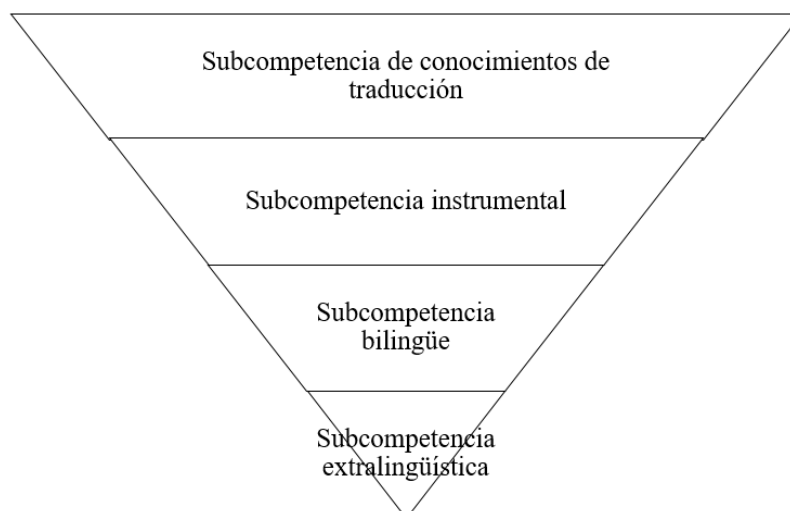 Subcompetencia de conocimientos de
traducción
Subcompetencia instrumental
Subcompetencia
bilingüe
Subcompetencia
extralingüística